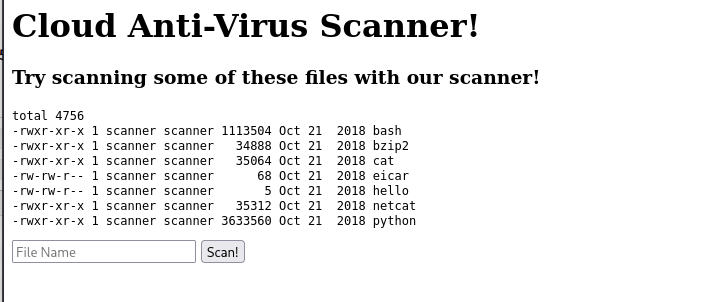 Cloud Anti-Virus Scanner!
Try scanning some of these files with our scanner!
total 4756
-rwxr-xr-x 1 scanner scanner 1113504 Oct 21  2018 bash
-rwxr-xr-x 1 scanner scanner   34888 Oct 21  2018 bzip2
-rwxr-xr-x 1 scanner scanner   35064 Oct 21  2018 cat
-rw-rw-r-- 1 scanner scanner      68 Oct 21  2018 eicar
-rw-rw-r-- 1 scanner scanner       5 Oct 21  2018 hello
-rwxr-xr-x 1 scanner scanner   35312 Oct 21  2018 netcat
-rwxr-xr-x 1 scanner scanner 3633560 Oct 21  2018 python
File Name Scan!